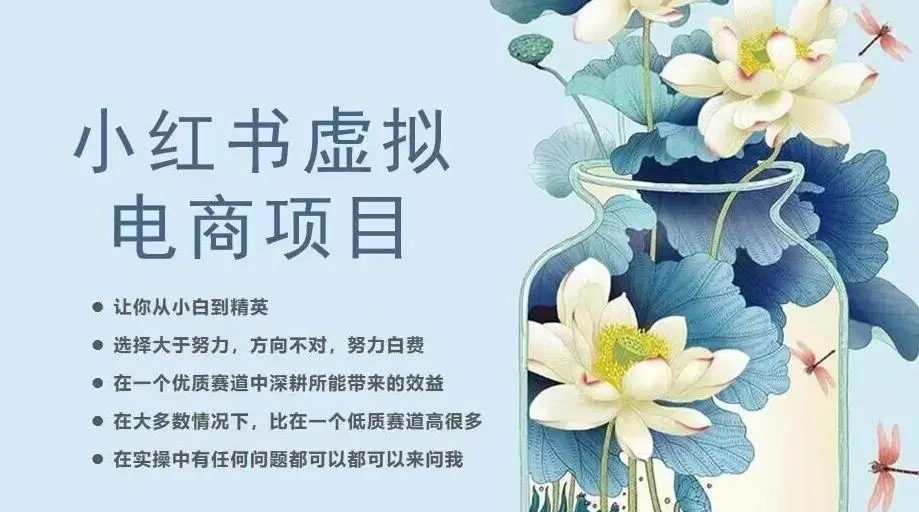 小红书虚拟
电商项目
● 让你从小白到精英
● 选择大于努力，方向不对，努力白费
● 在一个优质赛道中深耕所能带来的效益
● 在大多数情况下，比在一个低质赛道高很多
● 在实操中有任何问题都可以都可以来问我